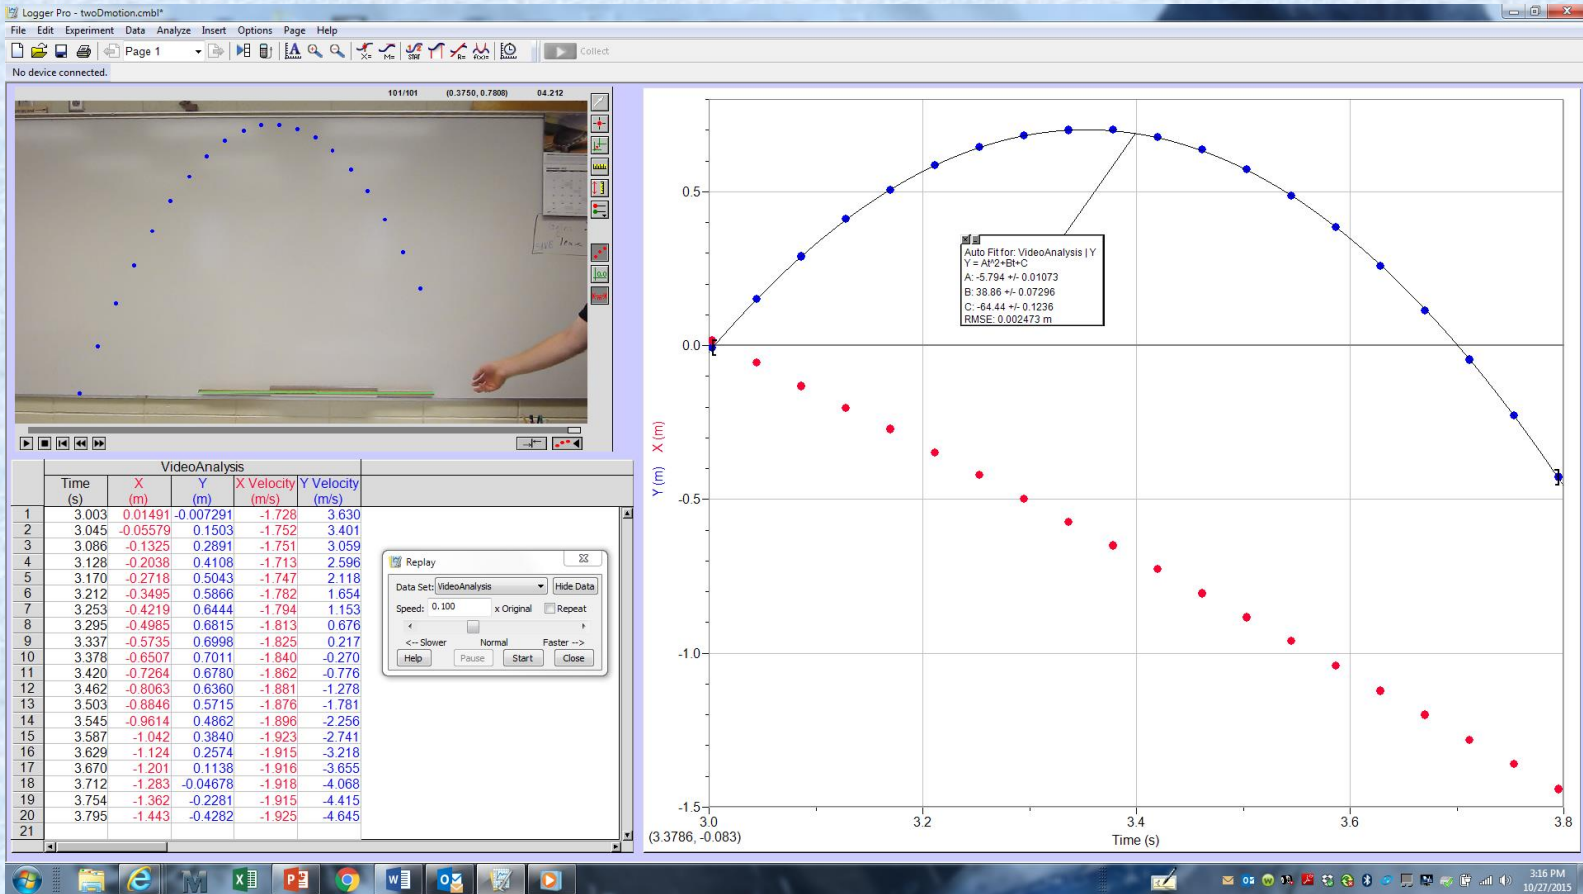 Logger Pro - twoDmotion.cmbl*
File Edit Experiment Data Analyze Insert Options Page Help
Page 1
Collect
No device connected.
101/101 (0.3750, 0.7808) 04.212
VideoAnalysis
Time X Y X Velocity Y Velocity
(s) (m) (m) (m/s) (m/s)
1 3.003 0.01491 -0.007291 -1.728 3.630
2 3.045 -0.05579 0.1503 -1.752 3.401
3 3.086 -0.1325 0.2891 -1.751 3.059
4 3.128 -0.2038 0.4108 -1.713 2.596
5 3.170 -0.2718 0.5043 -1.747 2.118
6 3.212 -0.3495 0.5866 -1.782 1.654
7 3.253 -0.4219 0.6444 -1.794 1.153
8 3.295 -0.4985 0.6815 -1.813 0.676
9 3.337 -0.5735 0.6998 -1.825 0.217
10 3.378 -0.6507 0.7011 -1.840 -0.270
11 3.420 -0.7264 0.6780 -1.862 -0.776
12 3.462 -0.8063 0.6360 -1.881 -1.278
13 3.503 -0.8846 0.5715 -1.876 -1.781
14 3.545 -0.9614 0.4862 -1.896 -2.256
15 3.587 -1.042 0.3840 -1.923 -2.741
16 3.629 -1.124 0.2574 -1.915 -3.218
17 3.670 -1.201 0.1138 -1.916 -3.655
18 3.712 -1.283 -0.04678 -1.918 -4.068
19 3.754 -1.362 -0.2281 -1.915 -4.415
20 3.795 -1.443 -0.4282 -1.925 -4.645
21
Replay
Data Set: VideoAnalysis Hide Data
Speed: 0.100 x Original Repeat
<-- Slower Normal Faster -->
Help Pause Start Close
Y (m) X (m)
0.5
0.0
-0.5
-1.0
-1.5
Auto Fit for: VideoAnalysis | Y
Y = At^2+Bt+C
A: -5.794 +/- 0.01073
B: 38.86 +/- 0.07296
C: -64.44 +/- 0.1236
RMSE: 0.002473 m
3.0 3.2 3.4 3.6 3.8
(3.3786, -0.083)
Time (s)
3:16 PM
10/27/2015